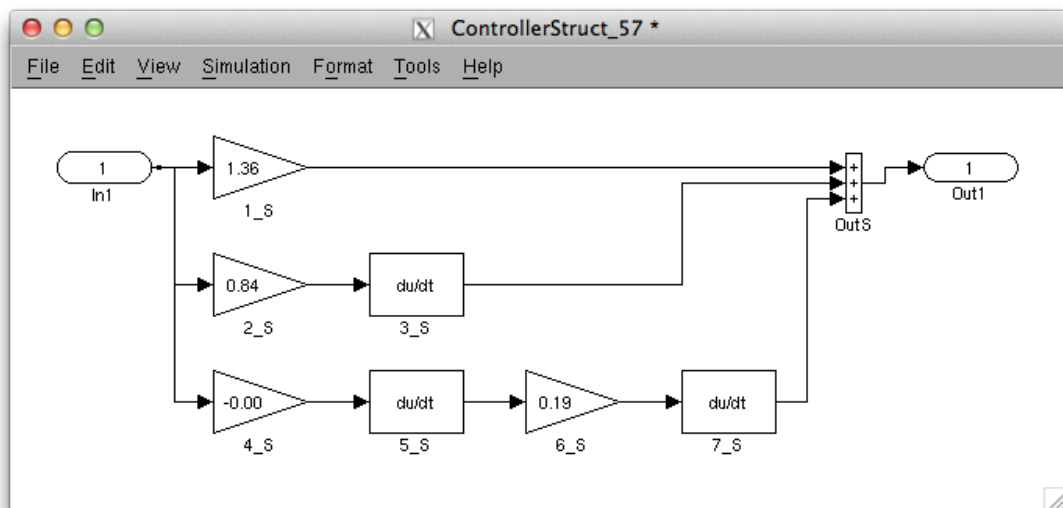 ControllerStruct_57 *
File Edit View Simulation Format Tools Help
1
In1
1.36
1_S
+
+
+
OutS
1
Out1
0.84
2_S
du/dt
3_S
-0.00
4_S
du/dt
5_S
0.19
6_S
du/dt
7_S